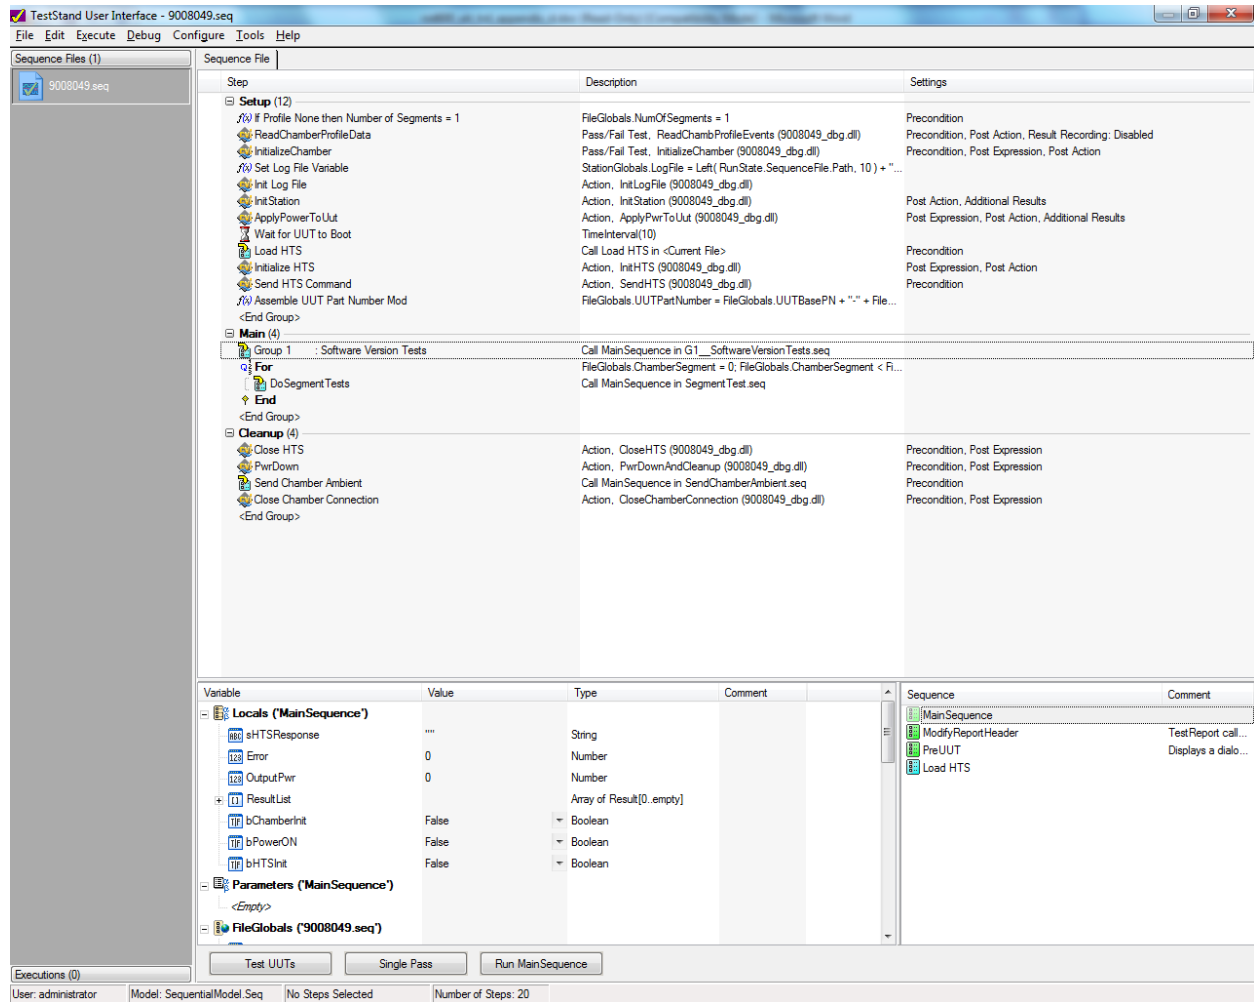 TestStand User Interface - 9008049.seq
File Edit Execute Debug Configure Tools Help
Sequence Files (1)
9008049.seq
Sequence File
Step Description Settings
Setup (12)
f(x) If Profile None then Number of Segments = 1 FileGlobals.NumOfSegments = 1 Precondition
ReadChamberProfileData Pass/Fail Test, ReadChambProfileEvents (9008049_dbg.dll) Precondition, Post Action, Result Recording: Disabled
InitializeChamber Pass/Fail Test, InitializeChamber (9008049_dbg.dll) Precondition, Post Expression, Post Action
f(x) Set Log File Variable StationGlobals.LogFile = Left( RunState.SequenceFile.Path, 10 ) + "...
Init Log File Action, InitLogFile (9008049_dbg.dll)
InitStation Action, InitStation (9008049_dbg.dll) Post Action, Additional Results
ApplyPowerToUut Action, ApplyPwrToUut (9008049_dbg.dll) Post Expression, Post Action, Additional Results
Wait for UUT to Boot TimeInterval(10)
Load HTS Call Load HTS in <Current File> Precondition
Initialize HTS Action, InitHTS (9008049_dbg.dll) Post Expression, Post Action
Send HTS Command Action, SendHTS (9008049_dbg.dll) Precondition
f(x) Assemble UUT Part Number Mod FileGlobals.UUTPartNumber = FileGlobals.UUTBasePN + "-" + File...
<End Group>
Main (4)
Group 1 : Software Version Tests Call MainSequence in G1__SoftwareVersionTests.seq
For FileGlobals.ChamberSegment = 0; FileGlobals.ChamberSegment < Fi...
DoSegmentTests Call MainSequence in SegmentTest.seq
End
<End Group>
Cleanup (4)
Close HTS Action, CloseHTS (9008049_dbg.dll) Precondition, Post Expression
PwrDown Action, PwrDownAndCleanup (9008049_dbg.dll) Precondition, Post Expression
Send Chamber Ambient Call MainSequence in SendChamberAmbient.seq Precondition
Close Chamber Connection Action, CloseChamberConnection (9008049_dbg.dll) Precondition, Post Expression
<End Group>
Variable Value Type Comment
Locals ('MainSequence')
ABC sHTSResponse "" String
123 Error 0 Number
123 OutputPwr 0 Number
[] ResultList Array of Result[0..empty]
T|F bChamberInit False Boolean
T|F bPowerON False Boolean
T|F bHTSInit False Boolean
Parameters ('MainSequence')
<Empty>
FileGlobals ('9008049.seq')
Sequence Comment
MainSequence
ModifyReportHeader TestReport call...
PreUUT Displays a dialo...
Load HTS
Test UUTs Single Pass Run MainSequence
Executions (0)
User: administrator Model: SequentialModel.Seq No Steps Selected Number of Steps: 20